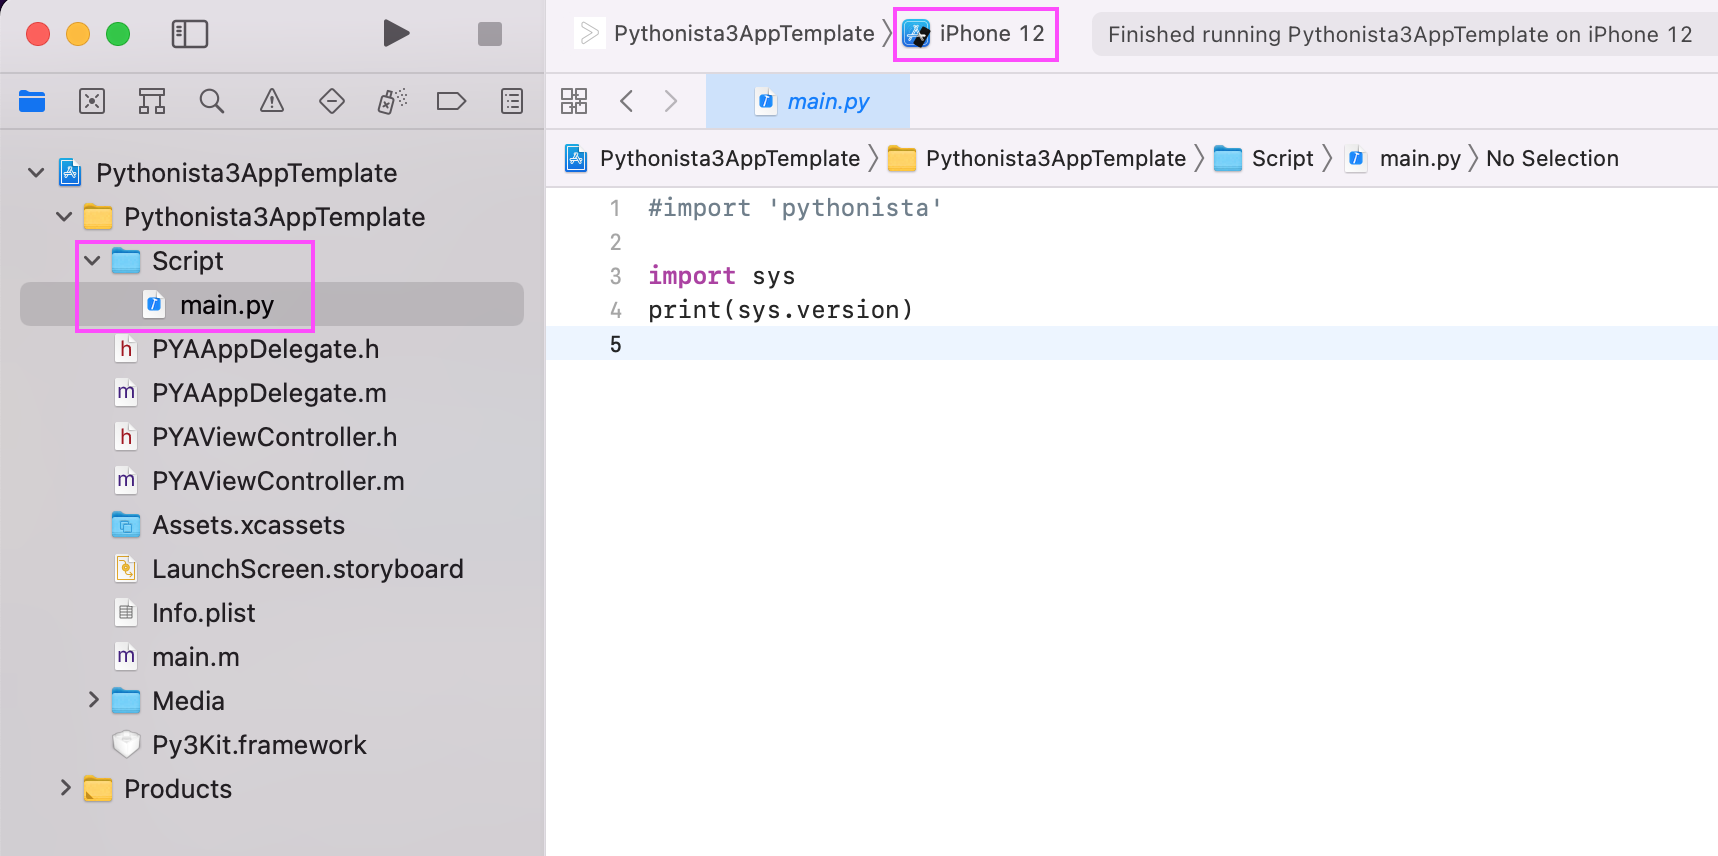 Pythonista3AppTemplate
iPhone 12
Finished running Pythonista3AppTemplate on iPhone 12
main.py
Pythonista3AppTemplate
Pythonista3AppTemplate
Script
main.py
No Selection
Pythonista3AppTemplate
Pythonista3AppTemplate
Script
main.py
h PYAAppDelegate.h
m PYAAppDelegate.m
h PYAViewController.h
m PYAViewController.m
Assets.xcassets
LaunchScreen.storyboard
Info.plist
m main.m
Media
Py3Kit.framework
Products
1 #import 'pythonista'
2
3 import sys
4 print(sys.version)
5